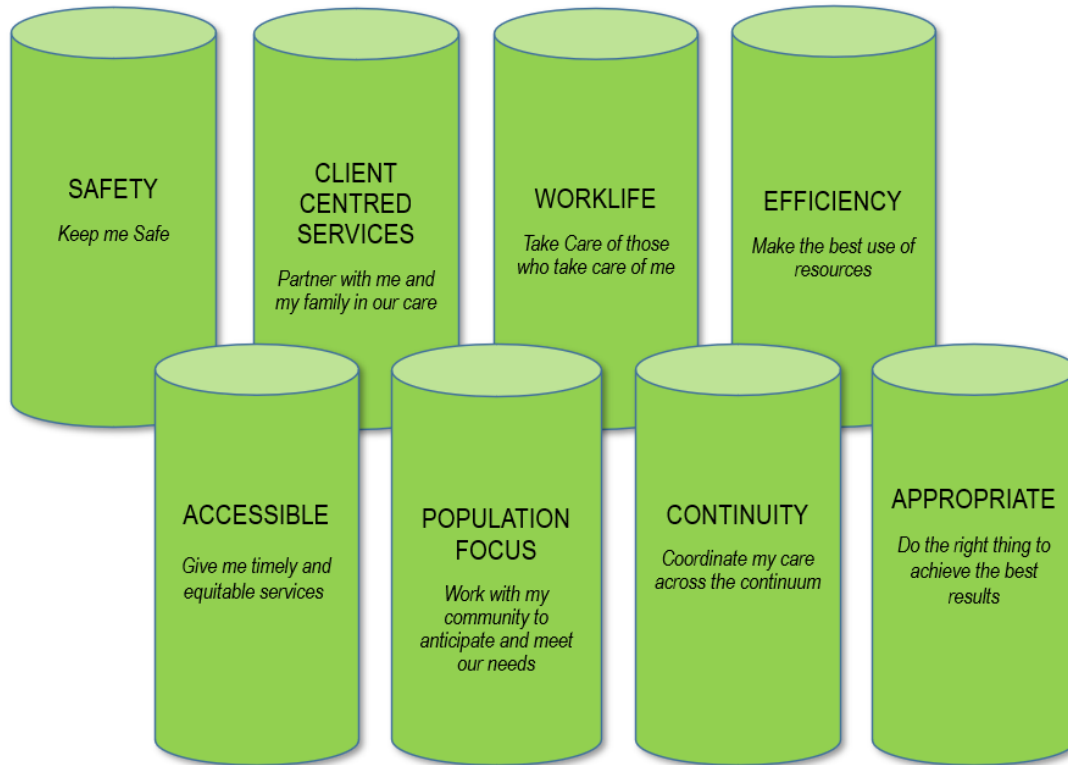 SAFETY
Keep me Safe
CLIENT
CENTRED
SERVICES
Partner with me and
my family in our care
WORKLIFE
Take Care of those
who take care of me
EFFICIENCY
Make the best use of
resources
ACCESSIBLE
Give me timely and
equitable services
POPULATION
FOCUS
Work with my
community to
anticipate and meet
our needs
CONTINUITY
Coordinate my care
across the continuum
APPROPRIATE
Do the right thing to
achieve the best
results